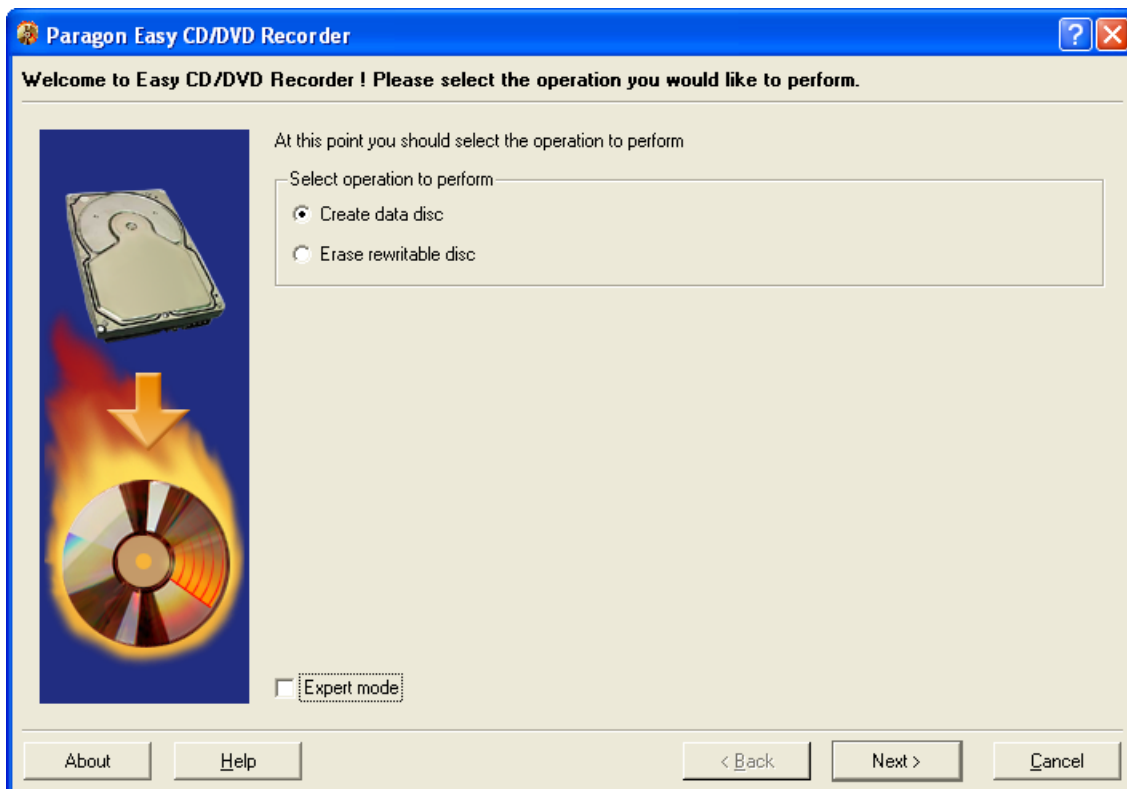 Paragon Easy CD/DVD Recorder
Welcome to Easy CD/DVD Recorder ! Please select the operation you would like to perform.
At this point you should select the operation to perform
Select operation to perform
Create data disc
Erase rewritable disc
Expert mode
About
Help
< Back
Next >
Cancel